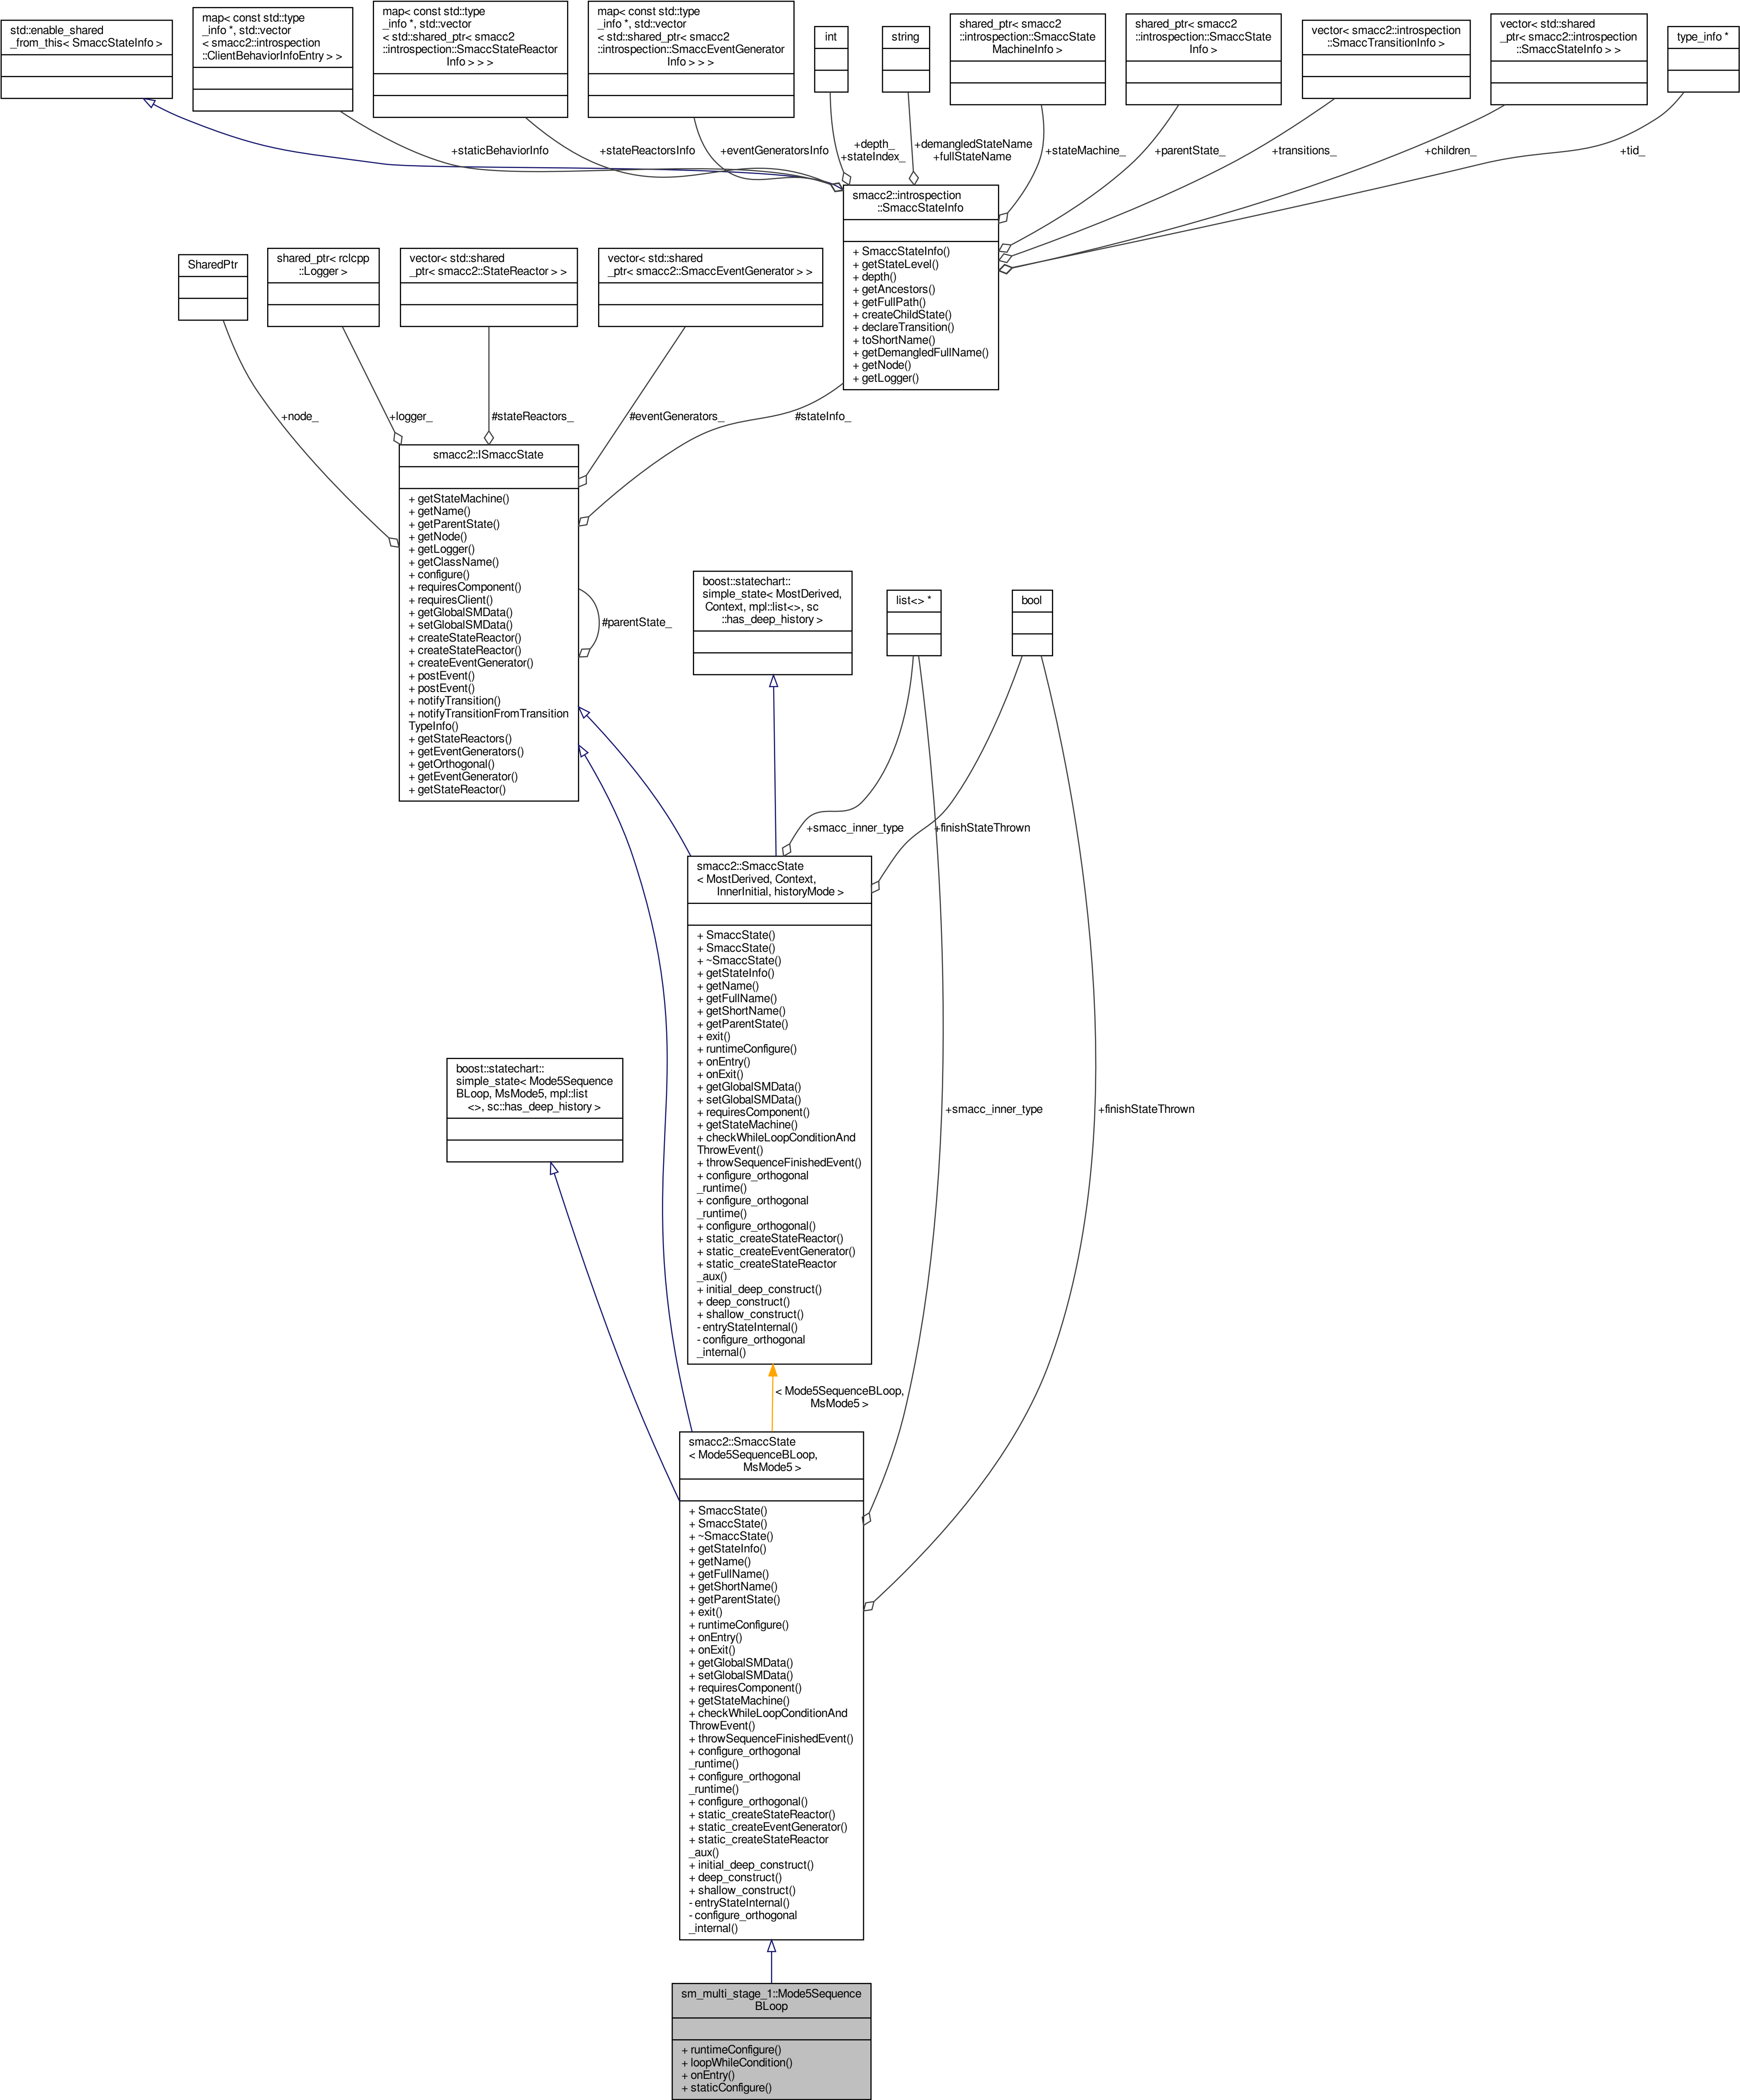 std::enable_shared
_from_this< SmaccStateInfo >
map< const std::type
_info *, std::vector
< smacc2::introspection
::ClientBehaviorInfoEntry > >
map< const std::type
_info *, std::vector
< std::shared_ptr< smacc2
::introspection::SmaccStateReactor
Info > > >
map< const std::type
_info *, std::vector
< std::shared_ptr< smacc2
::introspection::SmaccEventGenerator
Info > > >
int
string
shared_ptr< smacc2
::introspection::SmaccState
MachineInfo >
shared_ptr< smacc2
::introspection::SmaccState
Info >
vector< smacc2::introspection
::SmaccTransitionInfo >
vector< std::shared
_ptr< smacc2::introspection
::SmaccStateInfo > >
type_info *
+staticBehaviorInfo
+stateReactorsInfo
+eventGeneratorsInfo
+depth_
+stateIndex_
+demangledStateName
+fullStateName
+stateMachine_
+parentState_
+transitions_
+children_
+tid_
smacc2::introspection
::SmaccStateInfo
+ SmaccStateInfo()
+ getStateLevel()
+ depth()
+ getAncestors()
+ getFullPath()
+ createChildState()
+ declareTransition()
+ toShortName()
+ getDemangledFullName()
+ getNode()
+ getLogger()
SharedPtr
shared_ptr< rclcpp
::Logger >
vector< std::shared
_ptr< smacc2::StateReactor > >
vector< std::shared
_ptr< smacc2::SmaccEventGenerator > >
+node_
+logger_
#stateReactors_
#eventGenerators_
#stateInfo_
smacc2::ISmaccState
+ getStateMachine()
+ getName()
+ getParentState()
+ getNode()
+ getLogger()
+ getClassName()
+ configure()
+ requiresComponent()
+ requiresClient()
+ getGlobalSMData()
+ setGlobalSMData()
+ createStateReactor()
+ createStateReactor()
+ createEventGenerator()
+ postEvent()
+ postEvent()
+ notifyTransition()
+ notifyTransitionFromTransition
TypeInfo()
+ getStateReactors()
+ getEventGenerators()
+ getOrthogonal()
+ getEventGenerator()
+ getStateReactor()
#parentState_
boost::statechart::
simple_state< MostDerived,
Context, mpl::list<>, sc
::has_deep_history >
list<> *
bool
+smacc_inner_type
+finishStateThrown
smacc2::SmaccState
< MostDerived, Context,
InnerInitial, historyMode >
+ SmaccState()
+ SmaccState()
+ ~SmaccState()
+ getStateInfo()
+ getName()
+ getFullName()
+ getShortName()
+ getParentState()
+ exit()
+ runtimeConfigure()
+ onEntry()
+ onExit()
+ getGlobalSMData()
+ setGlobalSMData()
+ requiresComponent()
+ getStateMachine()
+ checkWhileLoopConditionAnd
ThrowEvent()
+ throwSequenceFinishedEvent()
+ configure_orthogonal
_runtime()
+ configure_orthogonal
_runtime()
+ configure_orthogonal()
+ static_createStateReactor()
+ static_createEventGenerator()
+ static_createStateReactor
_aux()
+ initial_deep_construct()
+ deep_construct()
+ shallow_construct()
- entryStateInternal()
- configure_orthogonal
_internal()
boost::statechart::
simple_state< Mode5Sequence
BLoop, MsMode5, mpl::list
<>, sc::has_deep_history >
+smacc_inner_type
+finishStateThrown
< Mode5SequenceBLoop,
MsMode5 >
smacc2::SmaccState
< Mode5SequenceBLoop,
MsMode5 >
+ SmaccState()
+ SmaccState()
+ ~SmaccState()
+ getStateInfo()
+ getName()
+ getFullName()
+ getShortName()
+ getParentState()
+ exit()
+ runtimeConfigure()
+ onEntry()
+ onExit()
+ getGlobalSMData()
+ setGlobalSMData()
+ requiresComponent()
+ getStateMachine()
+ checkWhileLoopConditionAnd
ThrowEvent()
+ throwSequenceFinishedEvent()
+ configure_orthogonal
_runtime()
+ configure_orthogonal
_runtime()
+ configure_orthogonal()
+ static_createStateReactor()
+ static_createEventGenerator()
+ static_createStateReactor
_aux()
+ initial_deep_construct()
+ deep_construct()
+ shallow_construct()
- entryStateInternal()
- configure_orthogonal
_internal()
sm_multi_stage_1::Mode5Sequence
BLoop
+ runtimeConfigure()
+ loopWhileCondition()
+ onEntry()
+ staticConfigure()